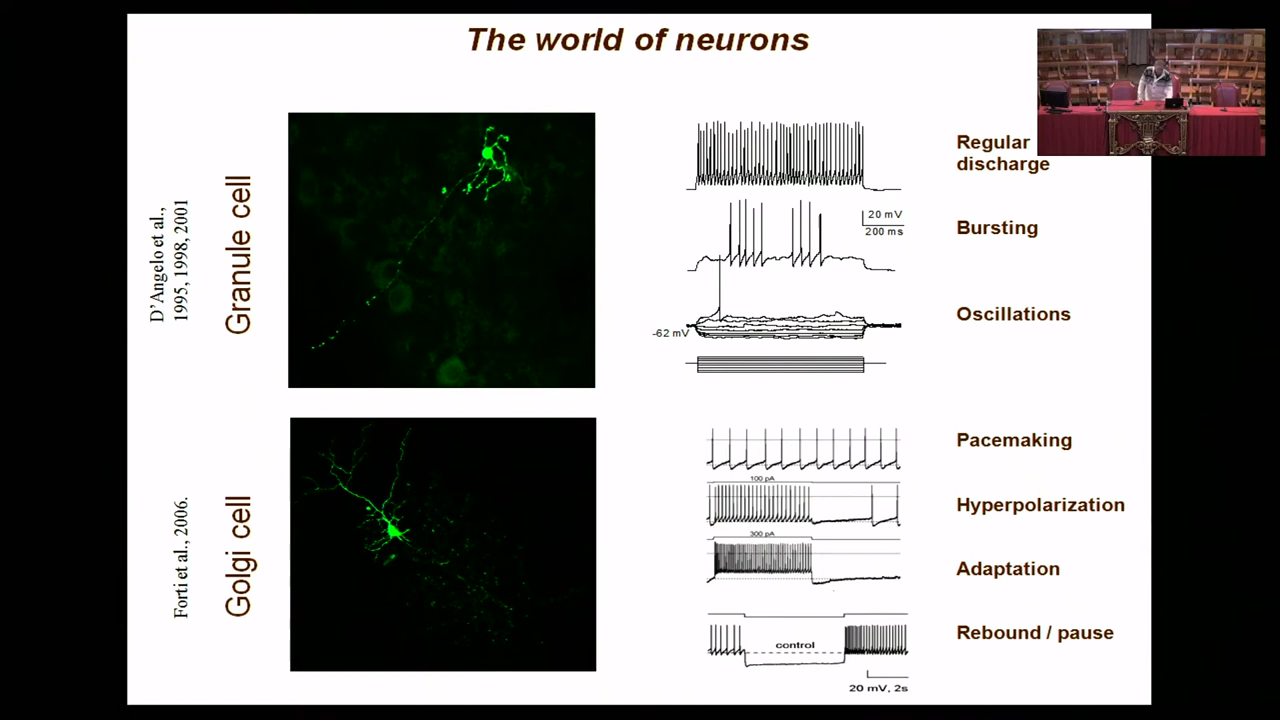 The world of neurons
D'Angelo et al.,
1995, 1998, 2001
Granule cell
Regular
discharge
20 mV
200 ms
Bursting
Oscillations
-62 mV
Forti et al., 2006.
Golgi cell
Pacemaking
100 pA
Hyperpolarization
300 pA
Adaptation
control
Rebound / pause
20 mV, 2s